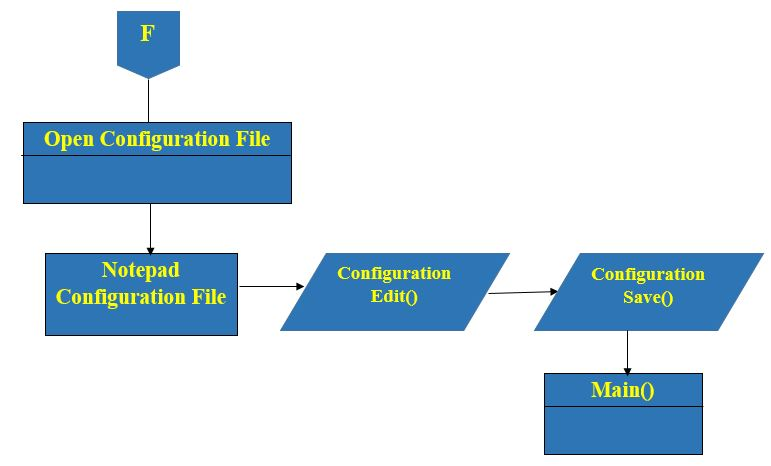 F
Open Configuration File
Notepad
Configuration File
Configuration
Edit()
Configuration
Save()
Main()